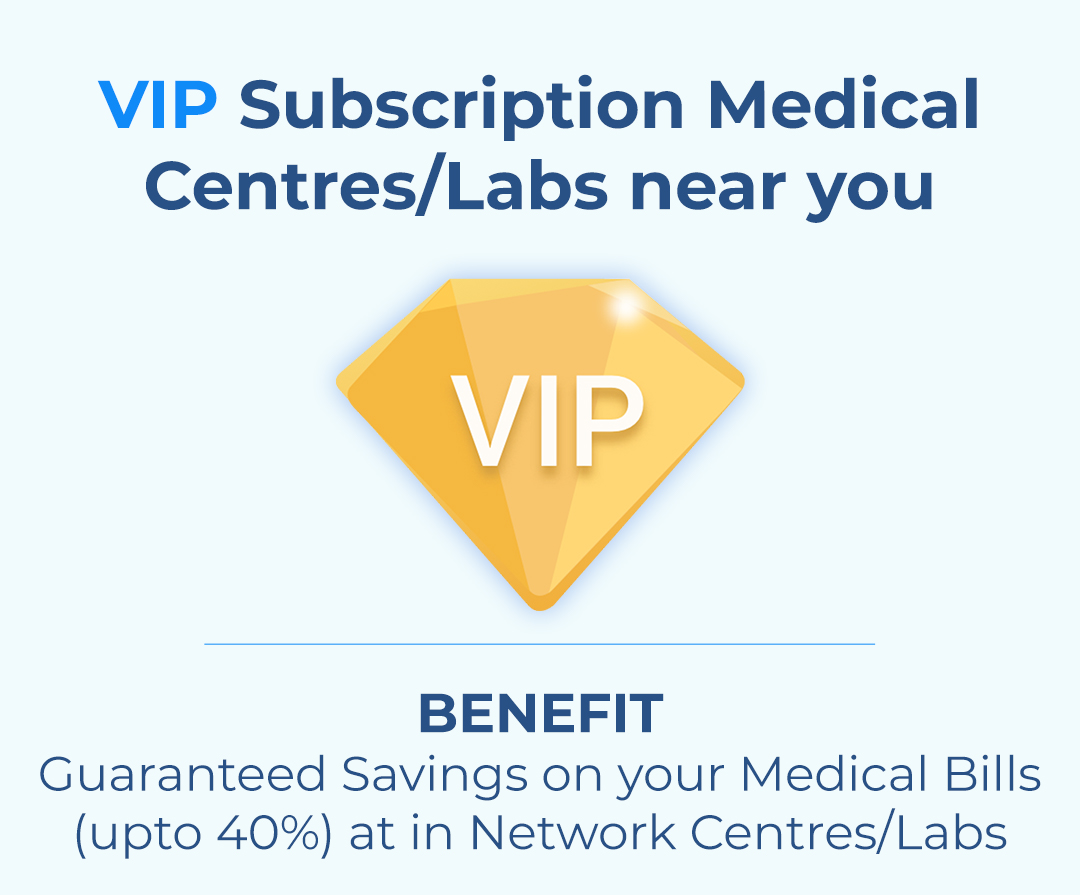 VIP Subscription Medical
Centres/Labs near you
VIP
BENEFIT
Guaranteed Savings on your Medical Bills
(upto 40%) at in Network Centres/Labs